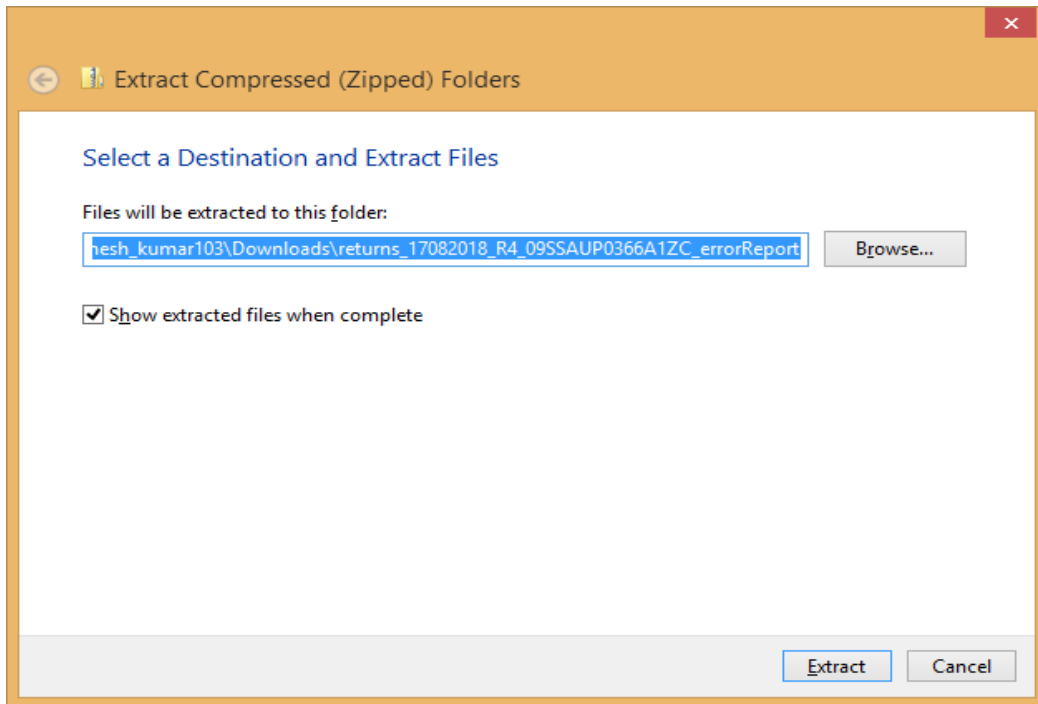 Extract Compressed (Zipped) Folders
Select a Destination and Extract Files
Files will be extracted to this folder:
nesh_kumar103\Downloads\returns_17082018_R4_09SSAUP0366A1ZC_errorReport
Browse...
Show extracted files when complete
Extract
Cancel